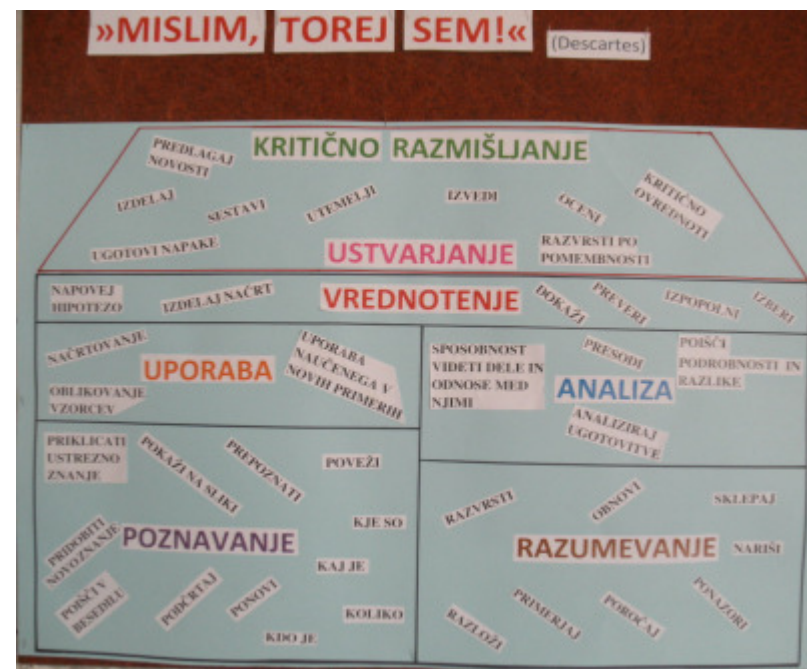 »MISLIM, TOREJ SEM!«
(Descartes)
KRITIČNO RAZMIŠLJANJE
PREDLAGAJ
NOVOSTI
IZDELAJ
SESTAVI
UTEMELJI
IZVEDI
OCENI
KRITIČNO
OVREDNOTI
UGOTOVI NAPAKE
USTVARJANJE
RAZVRSTI PO
POMEMBNOSTI
NAPOVEJ
HIPOTEZO
IZDELAJ NAČRT
VREDNOTENJE
DOKAŽI
PREVERI
IZPOPOLNI
IZBERI
NAČRTOVANJE
UPORABA
UPORABA
NAUČENEGA V
NOVIH PRIMERIH
OBLIKOVANJE
VZORCEV
SPOSOBNOST
VIDETI DELE IN
ODNOSE MED
NJIMI
PRESODI
POIŠČI
PODROBNOSTI IN
RAZLIKE
ANALIZA
ANALIZIRAJ
UGOTOVITVE
PRIKLICATI
USTREZNO
ZNANJE
POKAŽI NA SLIKI
PREPOZNATI
POVEŽI
KJE SO
PRIDOBITI
NOVO ZNANJE
POZNAVANJE
KAJ JE
POIŠČI V
BESEDILU
PODČRTAJ
PONOVI
KOLIKO
KDO JE
RAZVRSTI
OBNOVI
SKLEPAJ
RAZUMEVANJE
NARIŠI
RAZLOŽI
PRIMERJAJ
POROČAJ
PONAZORI